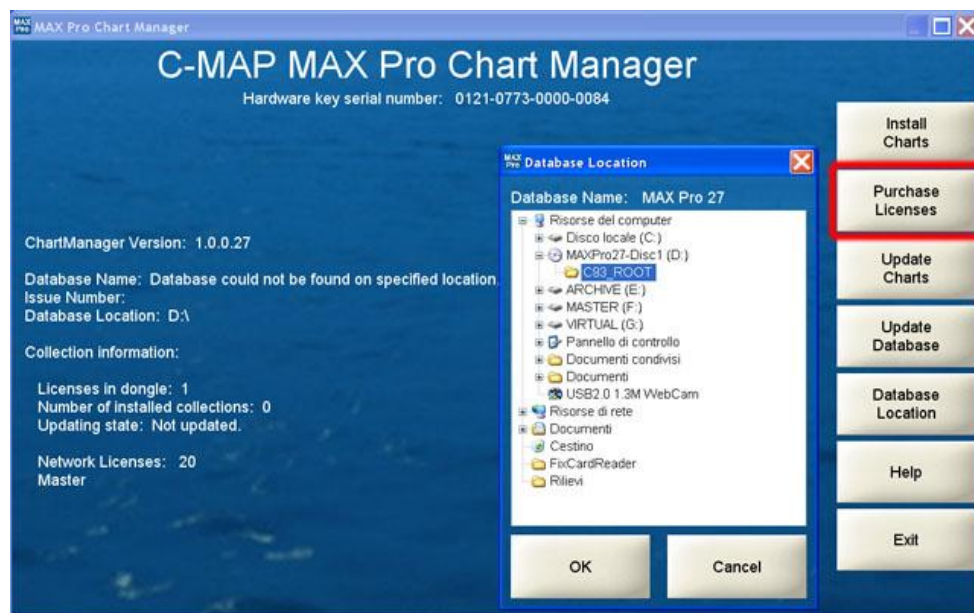 MAX Pro MAX Pro Chart Manager
C-MAP MAX Pro Chart Manager
Hardware key serial number: 0121-0773-0000-0084
Install
Charts
Purchase
Licenses
Update
Charts
Update
Database
Database
Location
Help
Exit
ChartManager Version: 1.0.0.27
Database Name: Database could not be found on specified location
Issue Number:
Database Location: D:\
Collection information:
Licenses in dongle: 1
Number of installed collections: 0
Updating state: Not updated.
Network Licenses: 20
Master
MAX Pro Database Location
Database Name: MAX Pro 27
Risorse del computer
Disco locale (C:)
MAXPro27-Disc1 (D:)
C93_ROOT
ARCHIVE (E:)
MASTER (F:)
VIRTUAL (G:)
Pannello di controllo
Documenti condivisi
Documenti
USB2.0 1.3M WebCam
Risorse di rete
Documenti
Cestino
FixCardReader
Rilievi
OK
Cancel